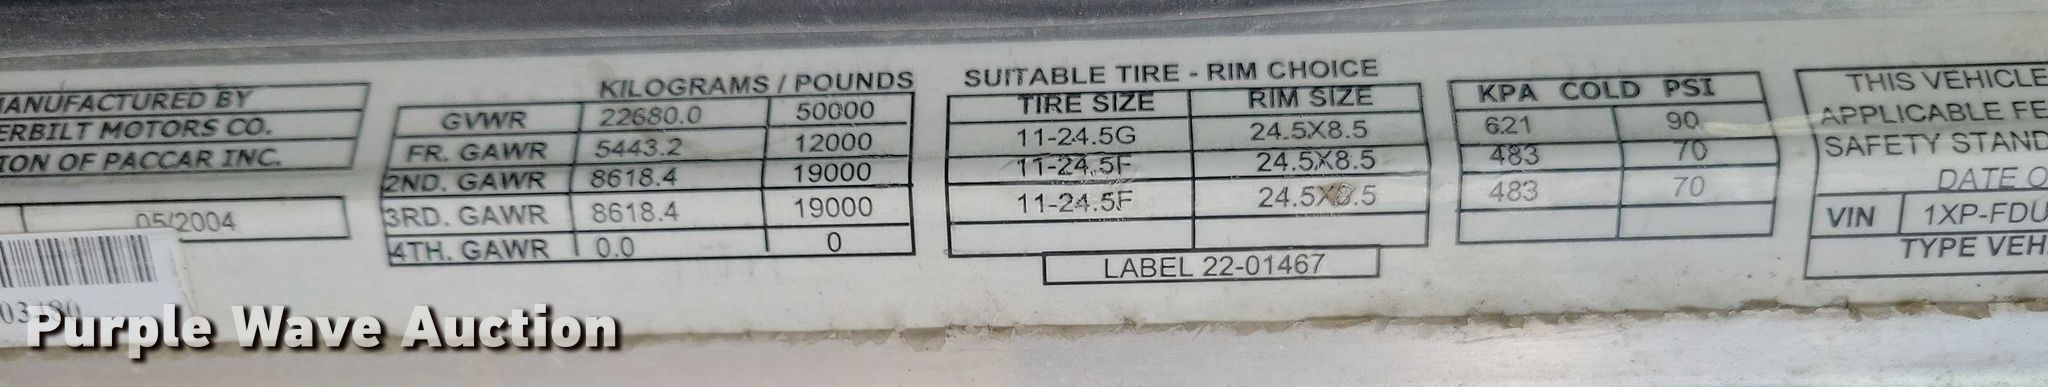 MANUFACTURED BY
ERBILT MOTORS CO.
ION OF PACCAR INC.
05/2004
KILOGRAMS / POUNDS
GVWR 22680.0 50000
FR. GAWR 5443.2 12000
2ND. GAWR 8618.4 19000
3RD. GAWR 8618.4 19000
4TH. GAWR 0.0 0
SUITABLE TIRE - RIM CHOICE
TIRE SIZE RIM SIZE
11-24.5G 24.5X8.5
11-24.5F 24.5X8.5
11-24.5F 24.5X8.5
LABEL 22-01467
KPA COLD PSI
621 90
483 70
483 70
THIS VEHICLE
APPLICABLE FE
SAFETY STAND
DATE O
VIN 1XP-FDU
TYPE VEH
Purple Wave Auction